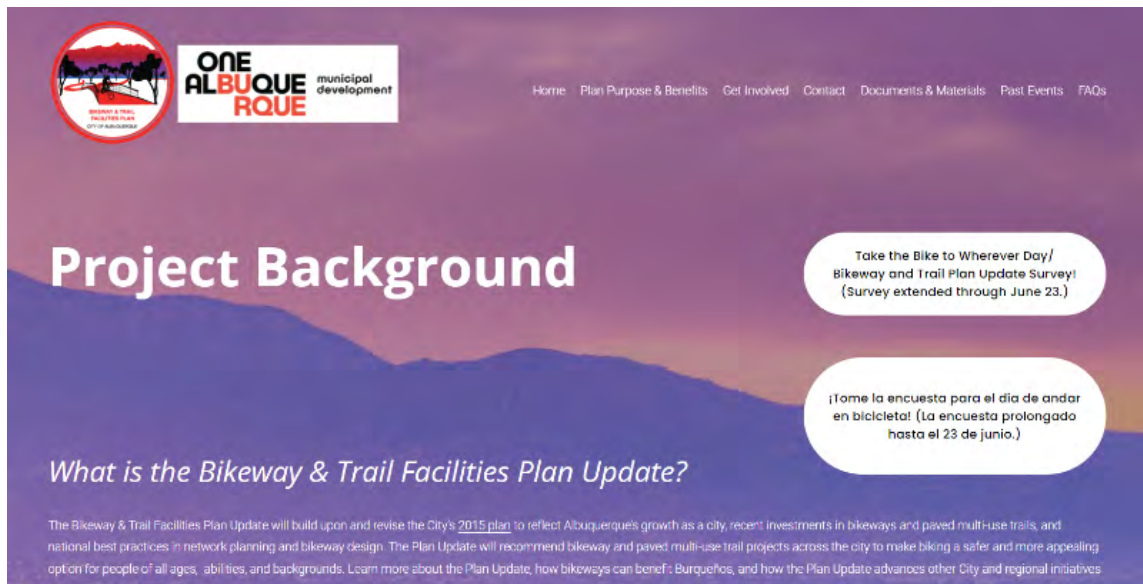 BIKEWAY & TRAIL
FACILITIES PLAN
CITY OF ALBUQUERQUE
ONE
ALBUQUE
RQUE
municipal
development
Home Plan Purpose & Benefits Get Involved Contact Documents & Materials Past Events FAQs
Project Background
Take the Bike to Wherever Day/
Bikeway and Trail Plan Update Survey!
(Survey extended through June 23.)
¡Tome la encuesta para el día de andar
en bicicleta! (La encuesta prolongado
hasta el 23 de junio.)
What is the Bikeway & Trail Facilities Plan Update?
The Bikeway & Trail Facilities Plan Update will build upon and revise the City's 2015 plan to reflect Albuquerque's growth as a city, recent investments in bikeways and paved multi-use trails, and
national best practices in network planning and bikeway design. The Plan Update will recommend bikeway and paved multi-use trail projects across the city to make biking a safer and more appealing
option for people of all ages, abilities, and backgrounds. Learn more about the Plan Update, how bikeways can benefit Burqueños, and how the Plan Update advances other City and regional initiatives